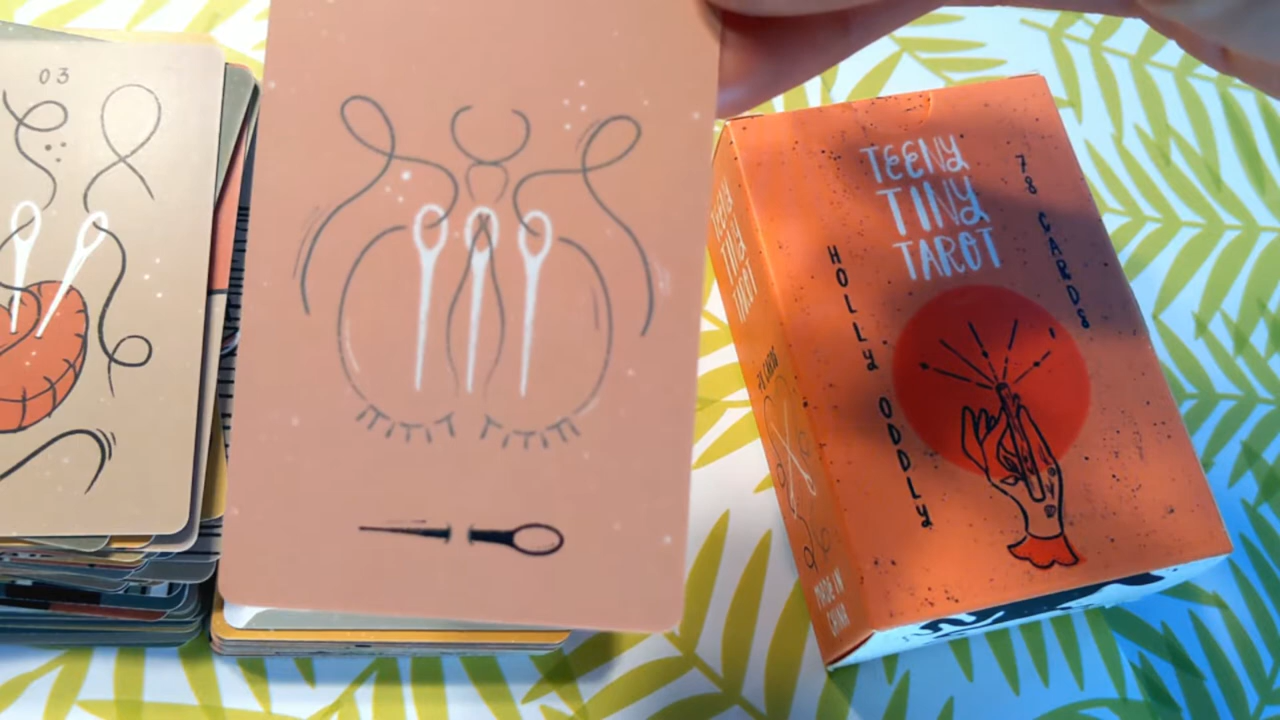 03
TEENY
TINY
TAROT
78 CARDS
HOLLY ODDLY
TEENY
TINY
TAROT
78 CARDS
MADE IN
CHINA